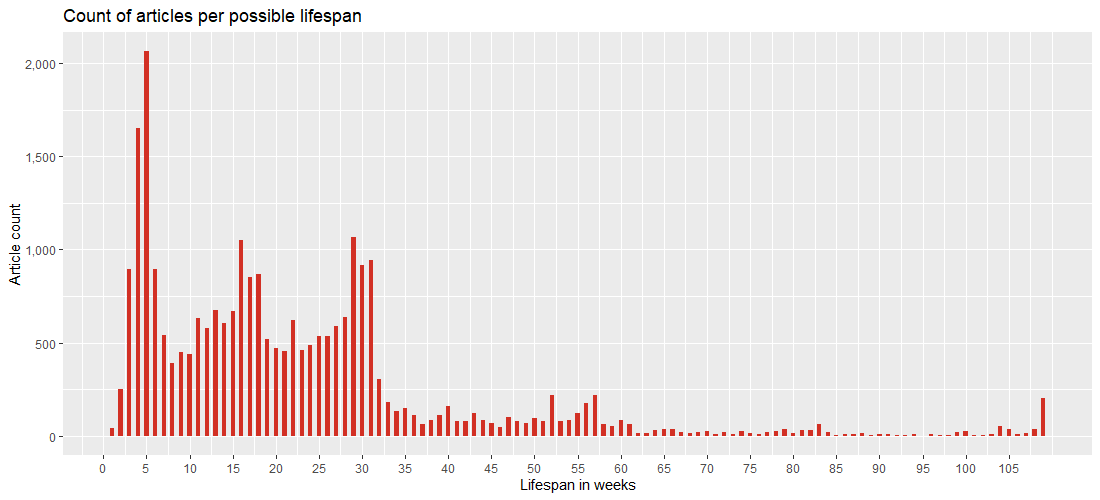 Count of articles per possible lifespan
2,000
1,500
1,000
500
0
Article count
0 5 10 15 20 25 30 35 40 45 50 55 60 65 70 75 80 85 90 95 100 105
Lifespan in weeks